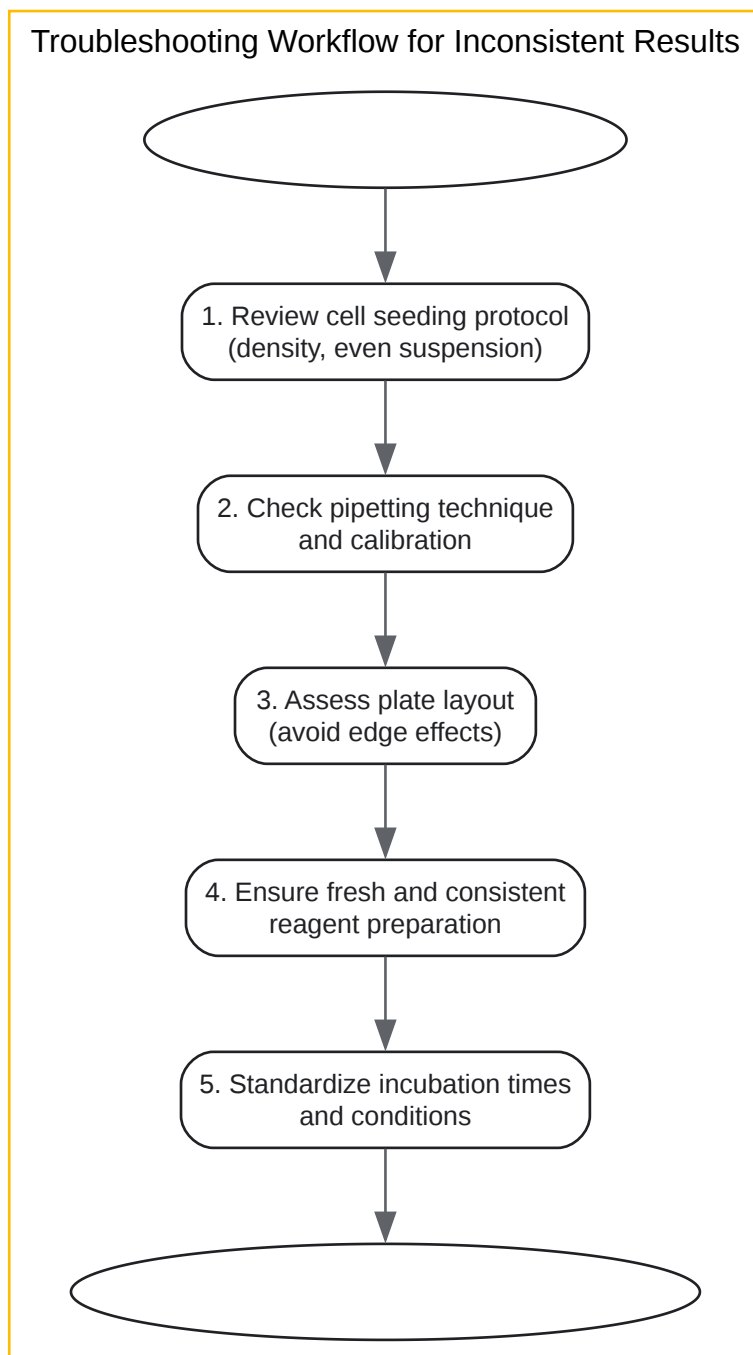 Troubleshooting Workflow for Inconsistent Results
1. Review cell seeding protocol
(density, even suspension)
2. Check pipetting technique
and calibration
3. Assess plate layout
(avoid edge effects)
4. Ensure fresh and consistent
reagent preparation
5. Standardize incubation times
and conditions